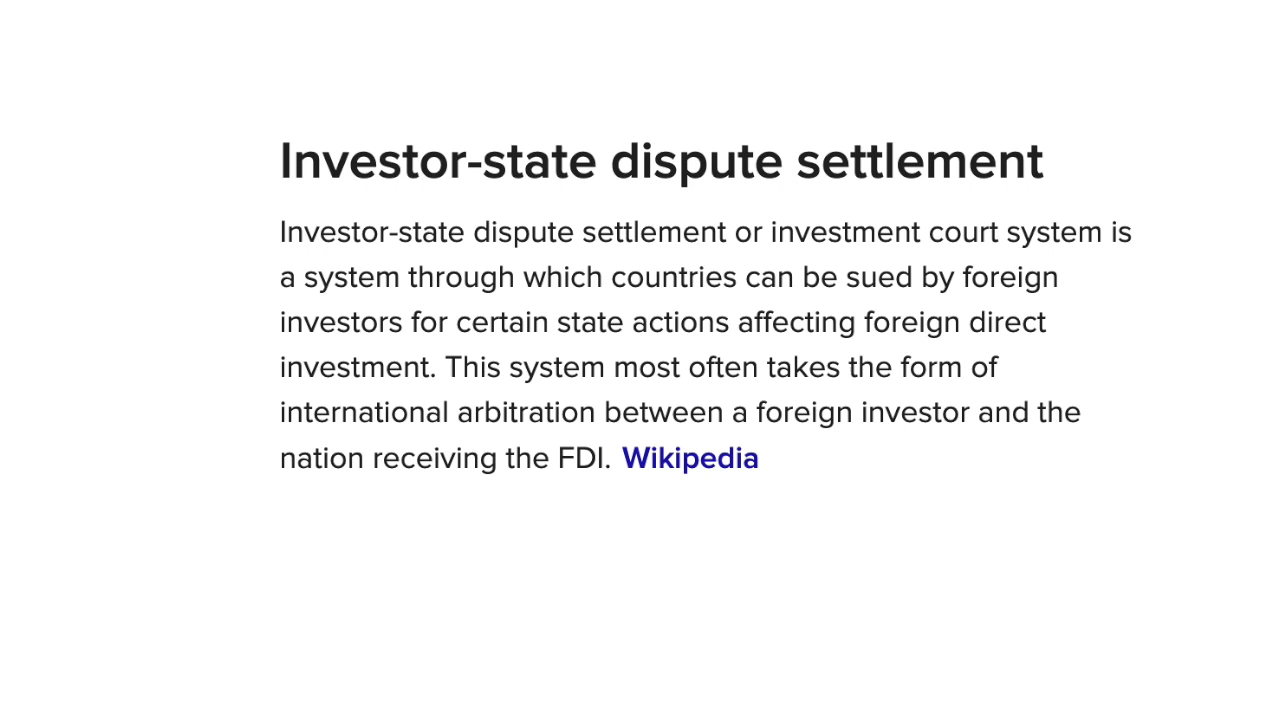 Investor-state dispute settlement
Investor-state dispute settlement or investment court system is
a system through which countries can be sued by foreign
investors for certain state actions affecting foreign direct
investment. This system most often takes the form of
international arbitration between a foreign investor and the
nation receiving the FDI. Wikipedia